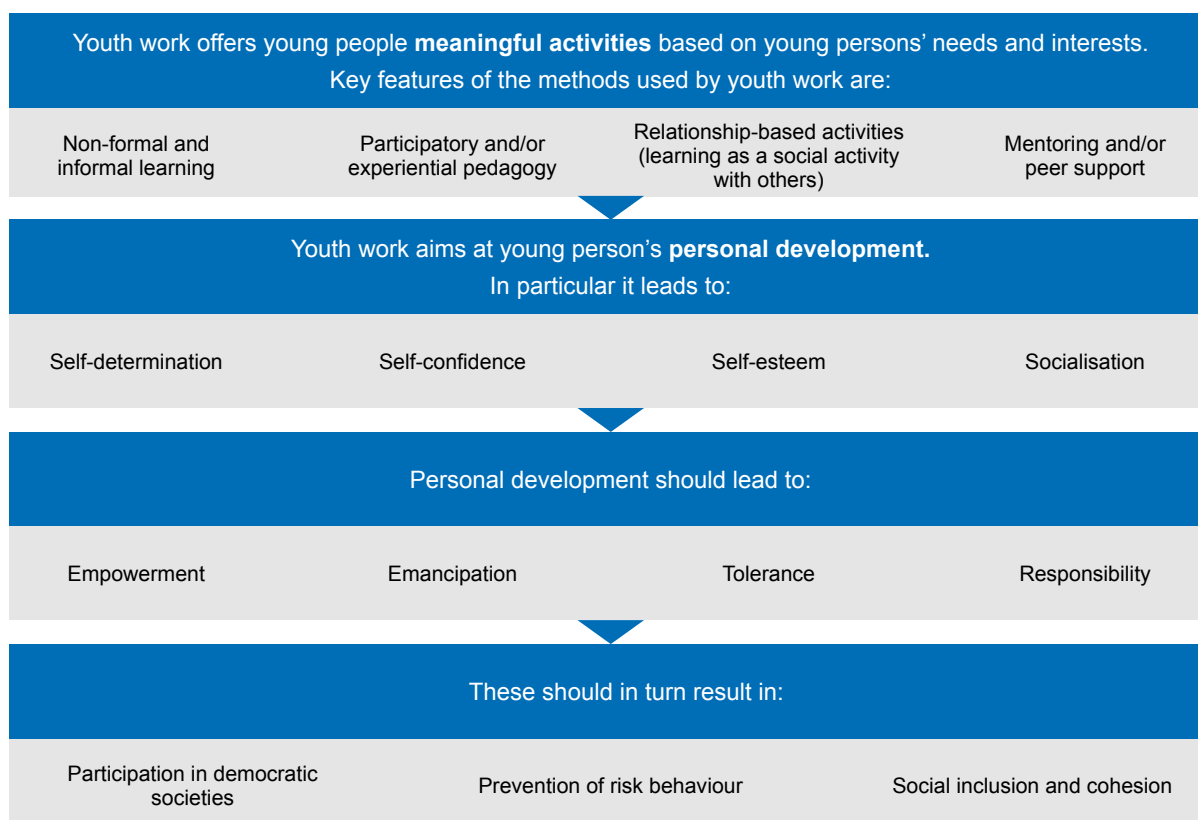 Youth work offers young people meaningful activities based on young persons’ needs and interests.
Key features of the methods used by youth work are:
Non-formal and
informal learning
Participatory and/or
experiential pedagogy
Relationship-based activities
(learning as a social activity
with others)
Mentoring and/or
peer support
Youth work aims at young person’s personal development.
In particular it leads to:
Self-determination
Self-confidence
Self-esteem
Socialisation
Personal development should lead to:
Empowerment
Emancipation
Tolerance
Responsibility
These should in turn result in:
Participation in democratic
societies
Prevention of risk behaviour
Social inclusion and cohesion